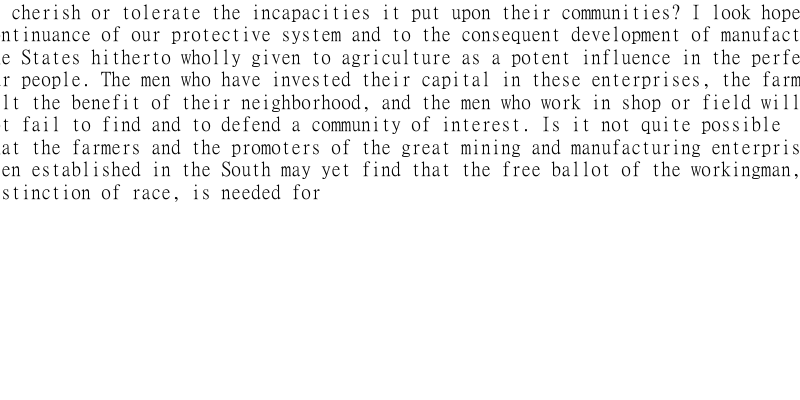 cherish or tolerate the incapacities it put upon their communities? I look hope
ntinuance of our protective system and to the consequent development of manufact
e States hitherto wholly given to agriculture as a potent influence in the perfe
r people. The men who have invested their capital in these enterprises, the farm
lt the benefit of their neighborhood, and the men who work in shop or field will
t fail to find and to defend a community of interest. Is it not quite possible
at the farmers and the promoters of the great mining and manufacturing enterpris
en established in the South may yet find that the free ballot of the workingman,
stinction of race, is needed for